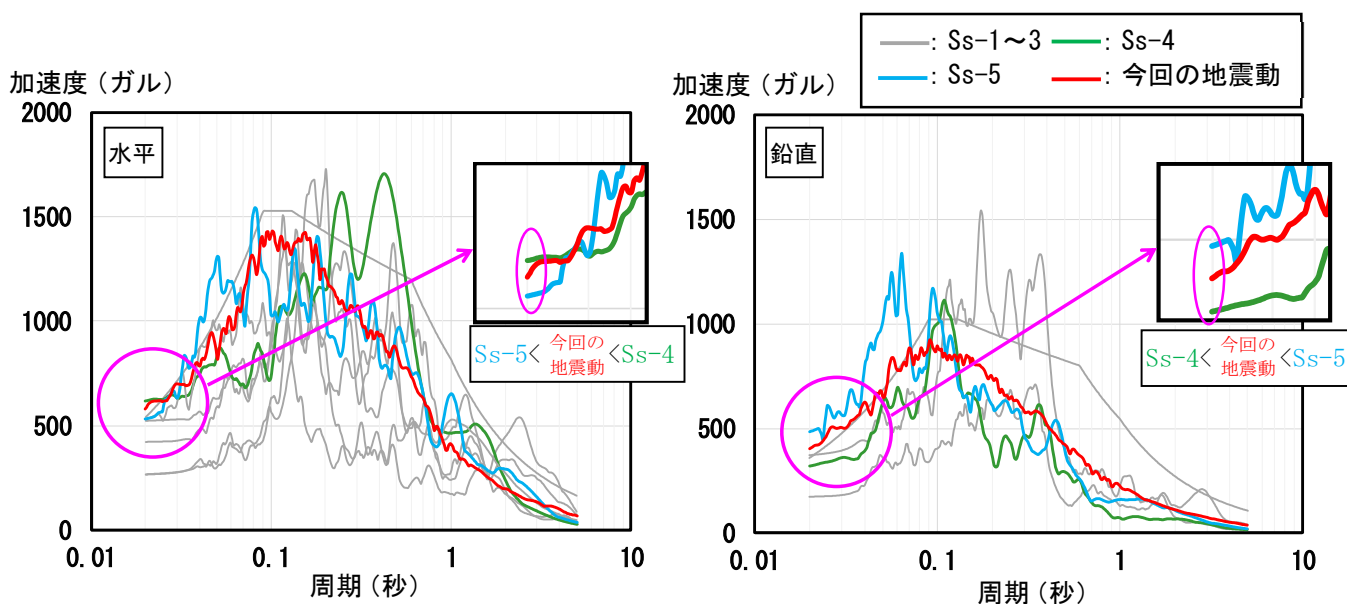 ―: Ss-1～3 ―: Ss-4
―: Ss-5 ―: 今回の地震動
加速度（ガル）
2000
1500
1000
500
0
0.01 0.1 1 10
周期（秒）
水平
Ss-5< 今回の地震動 <Ss-4
加速度（ガル）
2000
1500
1000
500
0
0.01 0.1 1 10
周期（秒）
鉛直
Ss-4< 今回の地震動 <Ss-5